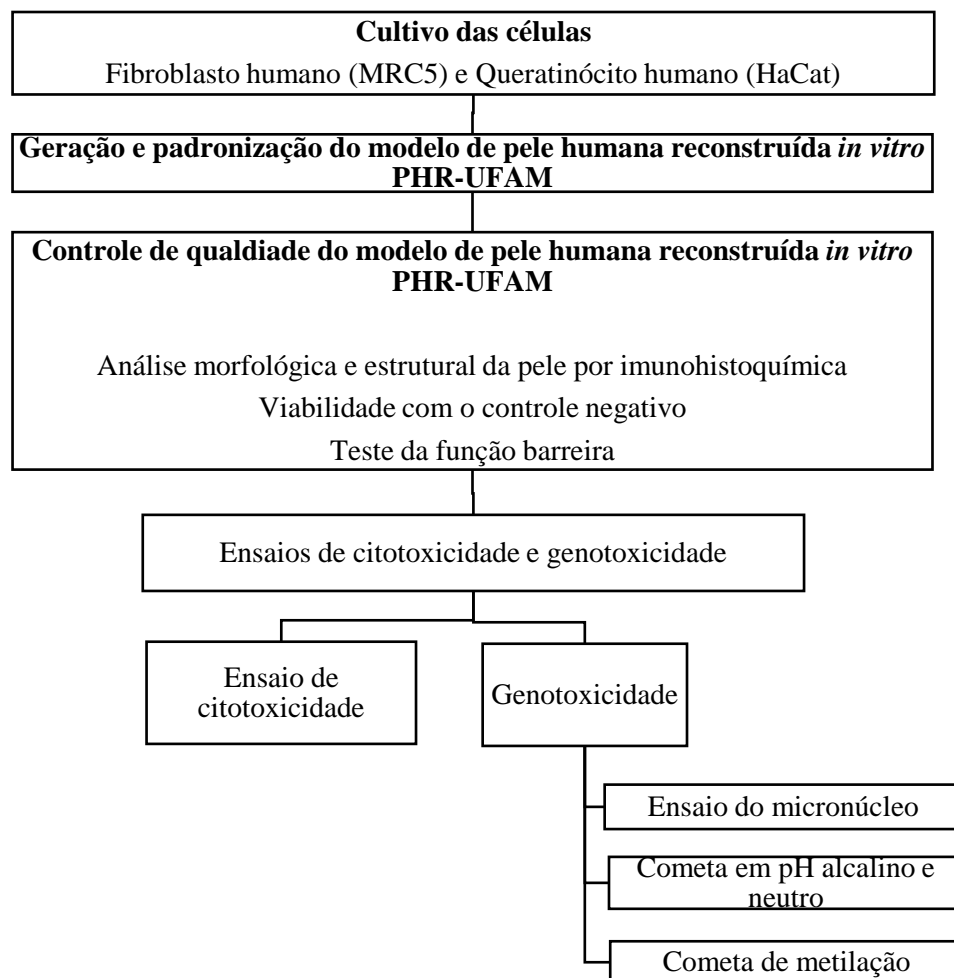 Cultivo das células
Fibroblasto humano (MRC5) e Queratinócito humano (HaCat)
Geração e padronização do modelo de pele humana reconstruída in vitro
PHR-UFAM
Controle de qualdiade do modelo de pele humana reconstruída in vitro
PHR-UFAM
Análise morfológica e estrutural da pele por imunohistoquímica
Viabilidade com o controle negativo
Teste da função barreira
Ensaios de citotoxicidade e genotoxicidade
Ensaio de
citotoxicidade
Genotoxicidade
Ensaio do micronúcleo
Cometa em pH alcalino e
neutro
Cometa de metilação